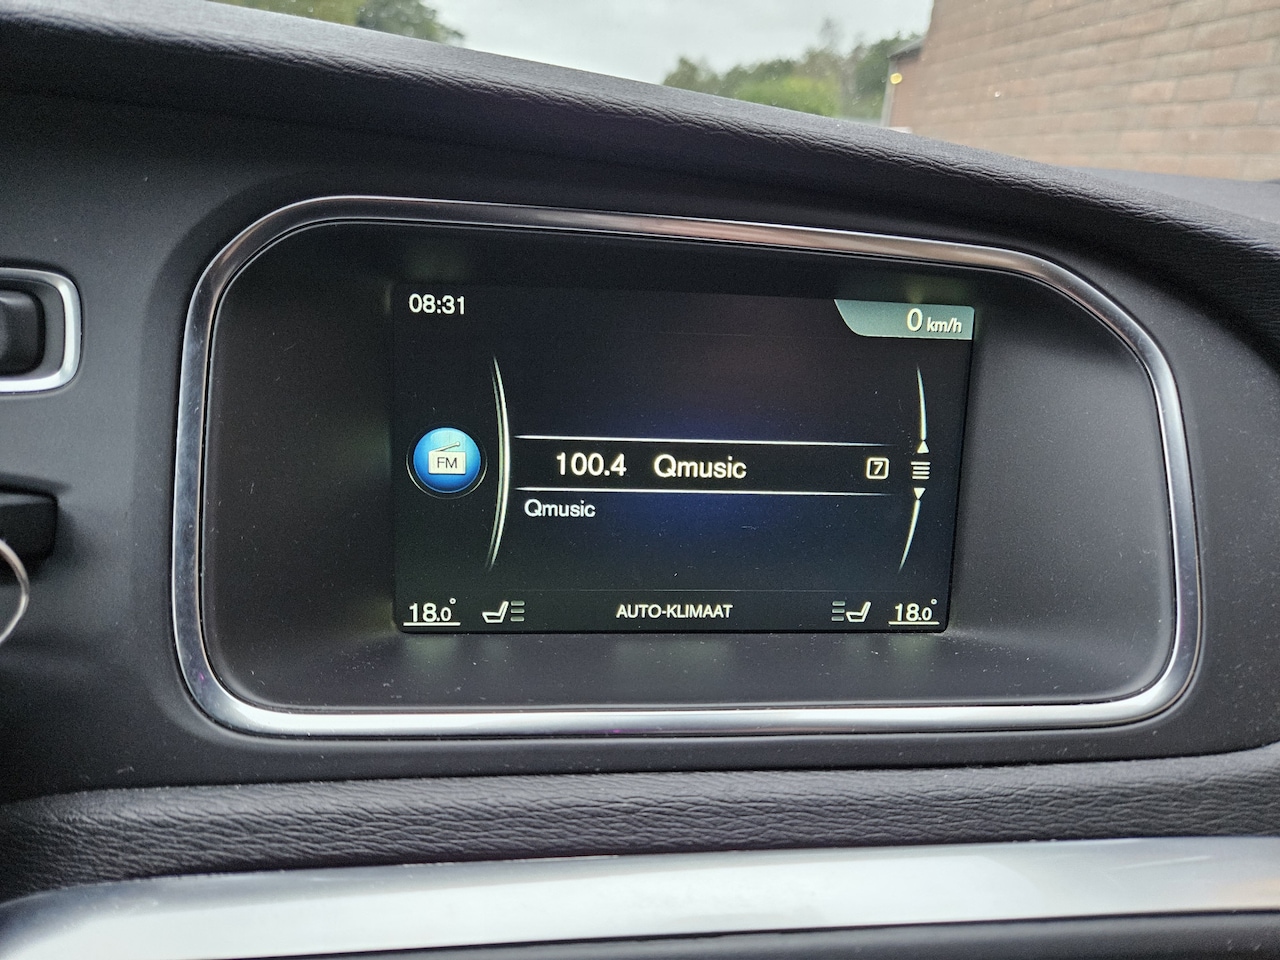 08:31
0 km/h
FM
100.4 Qmusic 7
Qmusic
18.0° AUTO-KLIMAAT 18.0°